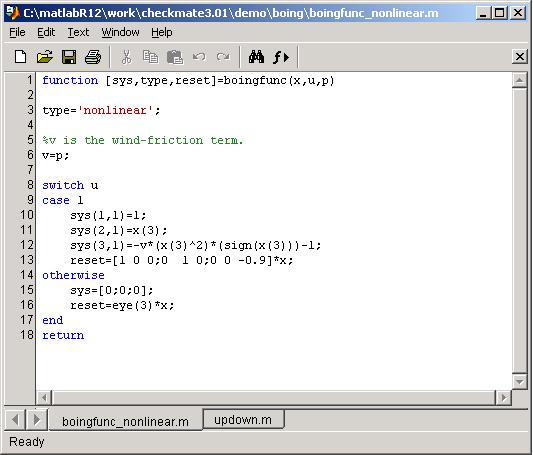 C:\matlabR12\work\checkmate3.01\demo\boing\boingfunc_nonlinear.m
File Edit Text Window Help
1 function [sys,type,reset]=boingfunc(x,u,p)
2
3 type='nonlinear';
4
5 %v is the wind-friction term.
6 v=p;
7
8 switch u
9 case 1
10 sys(1,1)=1;
11 sys(2,1)=x(3);
12 sys(3,1)=-v*(x(3)^2)*(sign(x(3)))-1;
13 reset=[1 0 0;0  1 0;0 0 -0.9]*x;
14 otherwise
15 sys=[0;0;0];
16 reset=eye(3)*x;
17 end
18 return
boingfunc_nonlinear.m updown.m
Ready